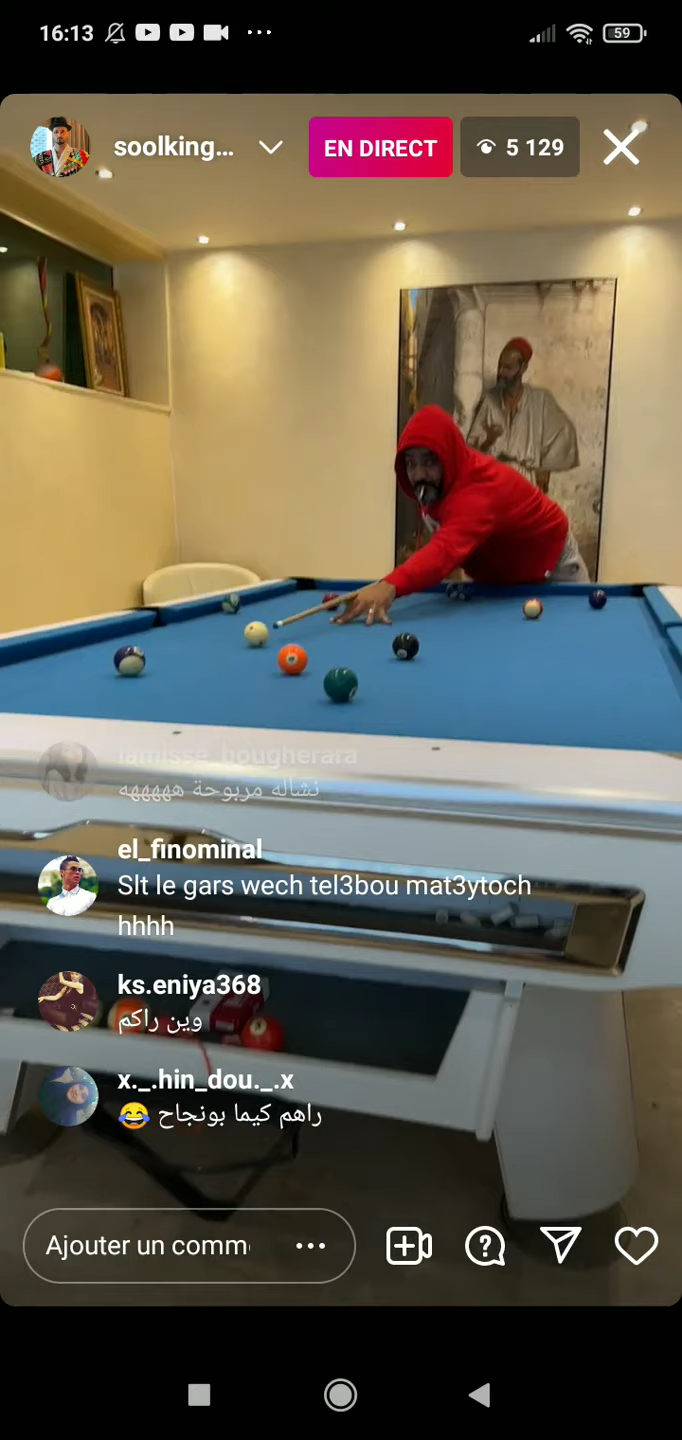 16:13
59
soolking...
EN DIRECT
5 129
lamisse_bougherara
نشاله مربوحة هههههه
el_finominal
Slt le gars wech tel3bou mat3ytoch
hhhh
ks.eniya368
وين راكم
x._.hin_dou._.x
راهم كيما بونجاح 😂
Ajouter un comm